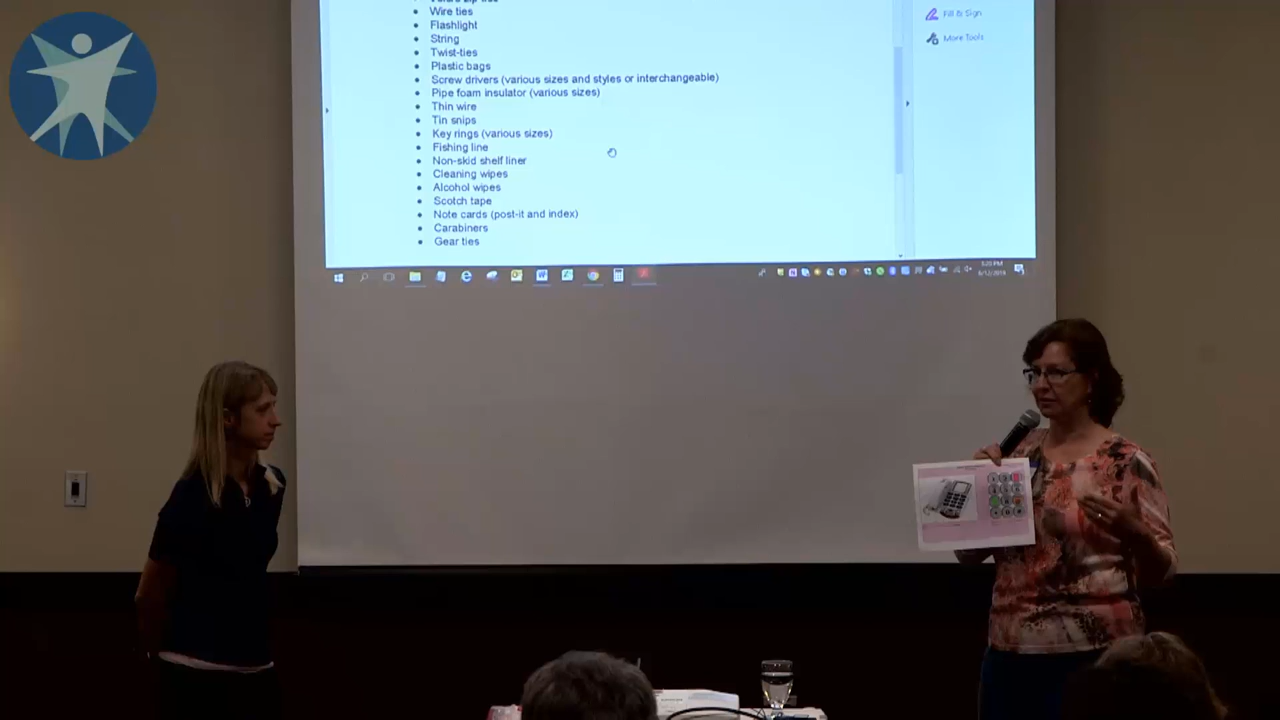 Wire ties
Fill & Sign
Flashlight
More Tools
String
Twist-ties
Plastic bags
Screw drivers (various sizes and styles or interchangeable)
Pipe foam insulator (various sizes)
Thin wire
Tin snips
Key rings (various sizes)
Fishing line
Non-skid shelf liner
Cleaning wipes
Alcohol wipes
Scotch tape
Note cards (post-it and index)
Carabiners
Gear ties